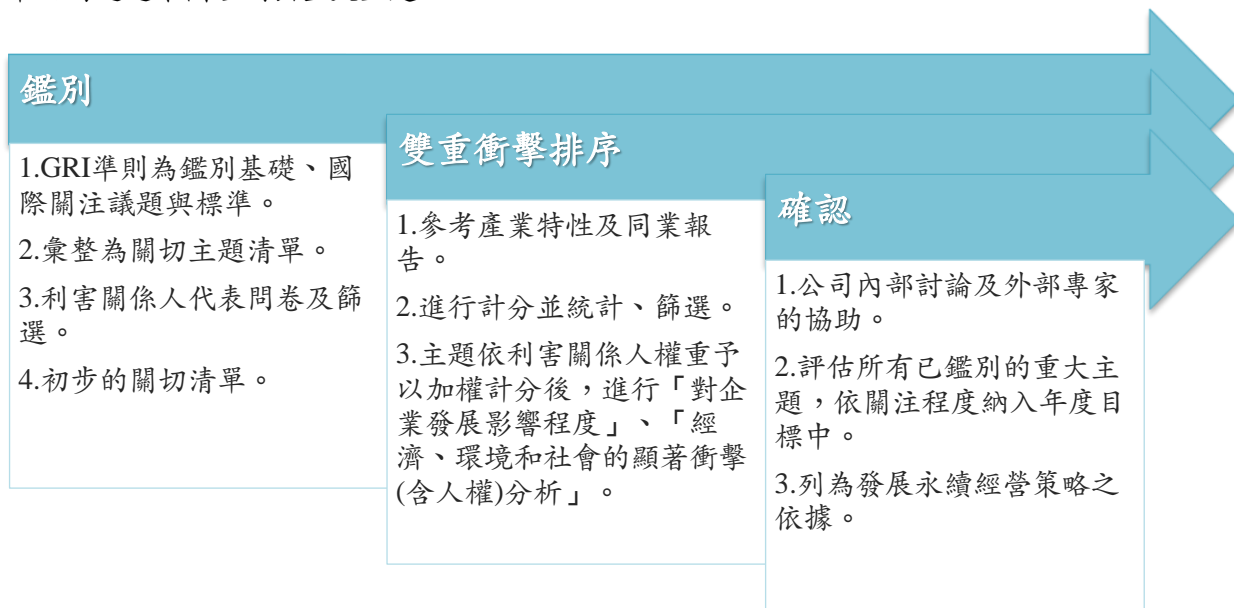 鑑別
1.GRI準則為鑑別基礎、國
際關注議題與標準。
2.彙整為關切主題清單。
3.利害關係人代表問卷及篩
選。
4.初步的關切清單。
雙重衝擊排序
1.參考產業特性及同業報
告。
2.進行計分並統計、篩選。
3.主題依利害關係人權重予
以加權計分後，進行「對企
業發展影響程度」、「經
濟、環境和社會的顯著衝擊
(含人權)分析」。
確認
1.公司內部討論及外部專家
的協助。
2.評估所有已鑑別的重大主
題，依關注程度納入年度目
標中。
3.列為發展永續經營策略之
依據。